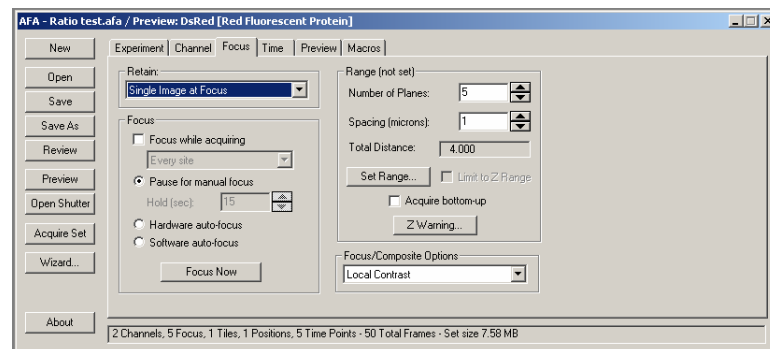 AFA - Ratio test.afa / Preview: DsRed [Red Fluorescent Protein]
New
Open
Save
Save As
Review
Preview
Open Shutter
Acquire Set
Wizard...
About
Experiment Channel Focus Time Preview Macros
Retain:
Single Image at Focus
Focus
Focus while acquiring
Every site
Pause for manual focus
Hold (sec): 15
Hardware auto-focus
Software auto-focus
Focus Now
Range (not set)
Number of Planes: 5
Spacing (microns): 1
Total Distance: 4.000
Set Range... Limit to Z Range
Acquire bottom-up
Z Warning...
Focus/Composite Options
Local Contrast
2 Channels, 5 Focus, 1 Tiles, 1 Positions, 5 Time Points - 50 Total Frames - Set size 7.58 MB